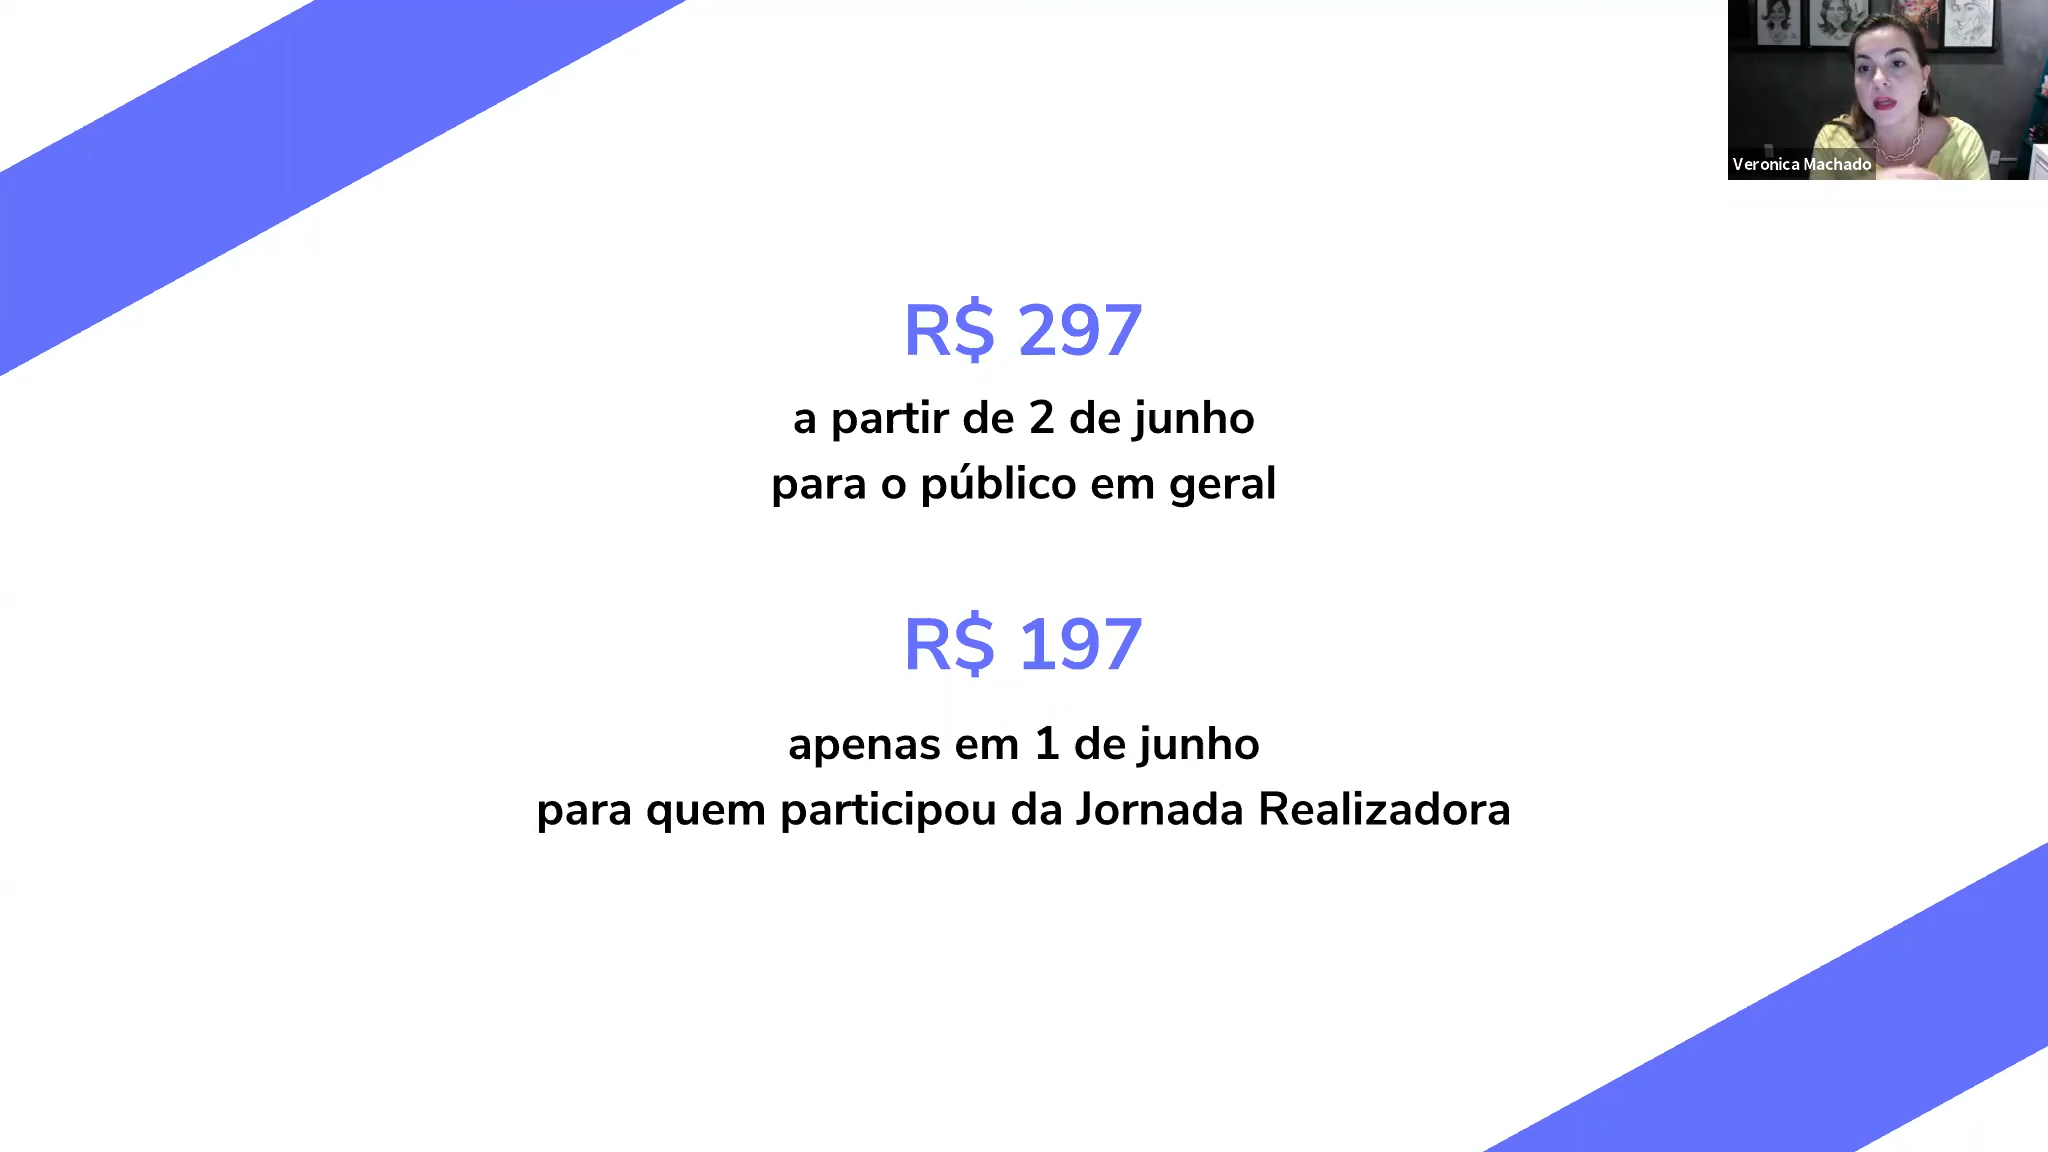 Veronica Machado
R$ 297
a partir de 2 de junho
para o público em geral
R$ 197
apenas em 1 de junho
para quem participou da Jornada Realizadora